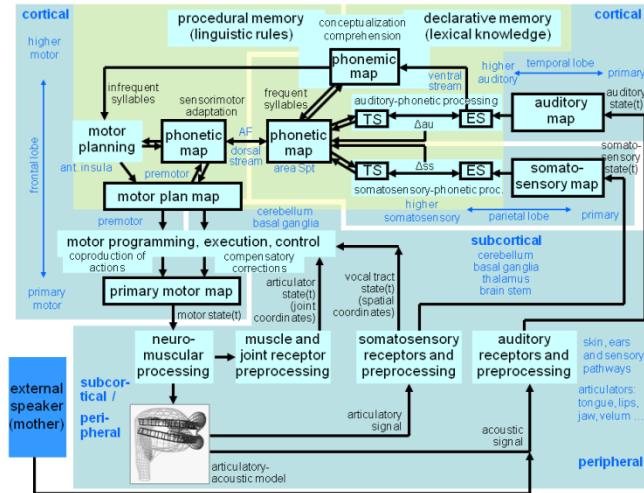 cortical
procedural memory
(linguistic rules)
conceptualization
comprehension
declarative memory
(lexical knowledge)
cortical
higher
motor
phonemic
map
ventral
stream
higher
auditory
temporal lobe
primary
infrequent
syllables
sensorimotor
adaptation
frequent
syllables
auditory-phonetic processing
auditory
state(t)
motor
planning
phonetic
map
AF
dorsal
stream
phonetic
map
area Spt
TS
ES
auditory map
Δau
somato-
sensory
state(t)
frontal lobe
ant. insula
premotor
TS
ES
Δss
somato-
sensory map
motor plan map
somatosensory-phonetic proc.
higher
somatosensory
parietal lobe
primary
premotor
cerebellum
basal ganglia
motor programming, execution, control
coproduction of
actions
compensatory
corrections
subcortical
cerebellum
basal ganglia
thalamus
brain stem
primary
motor
primary motor map
articulator
state(t)
(joint
coordinates)
vocal tract
state(t)
(spatial
coordinates)
motor state(t)
neuro-
muscular
processing
muscle and
joint receptor
preprocessing
somatosensory
receptors and
preprocessing
auditory
receptors and
preprocessing
skin, ears
and sensory
pathways
external
speaker
(mother)
subcor-
tical /
peri-
pheral
articulatory
signal
acoustic
signal
articulators:
tongue, lips,
jaw, velum ...
articulatory-
acoustic model
peripheral